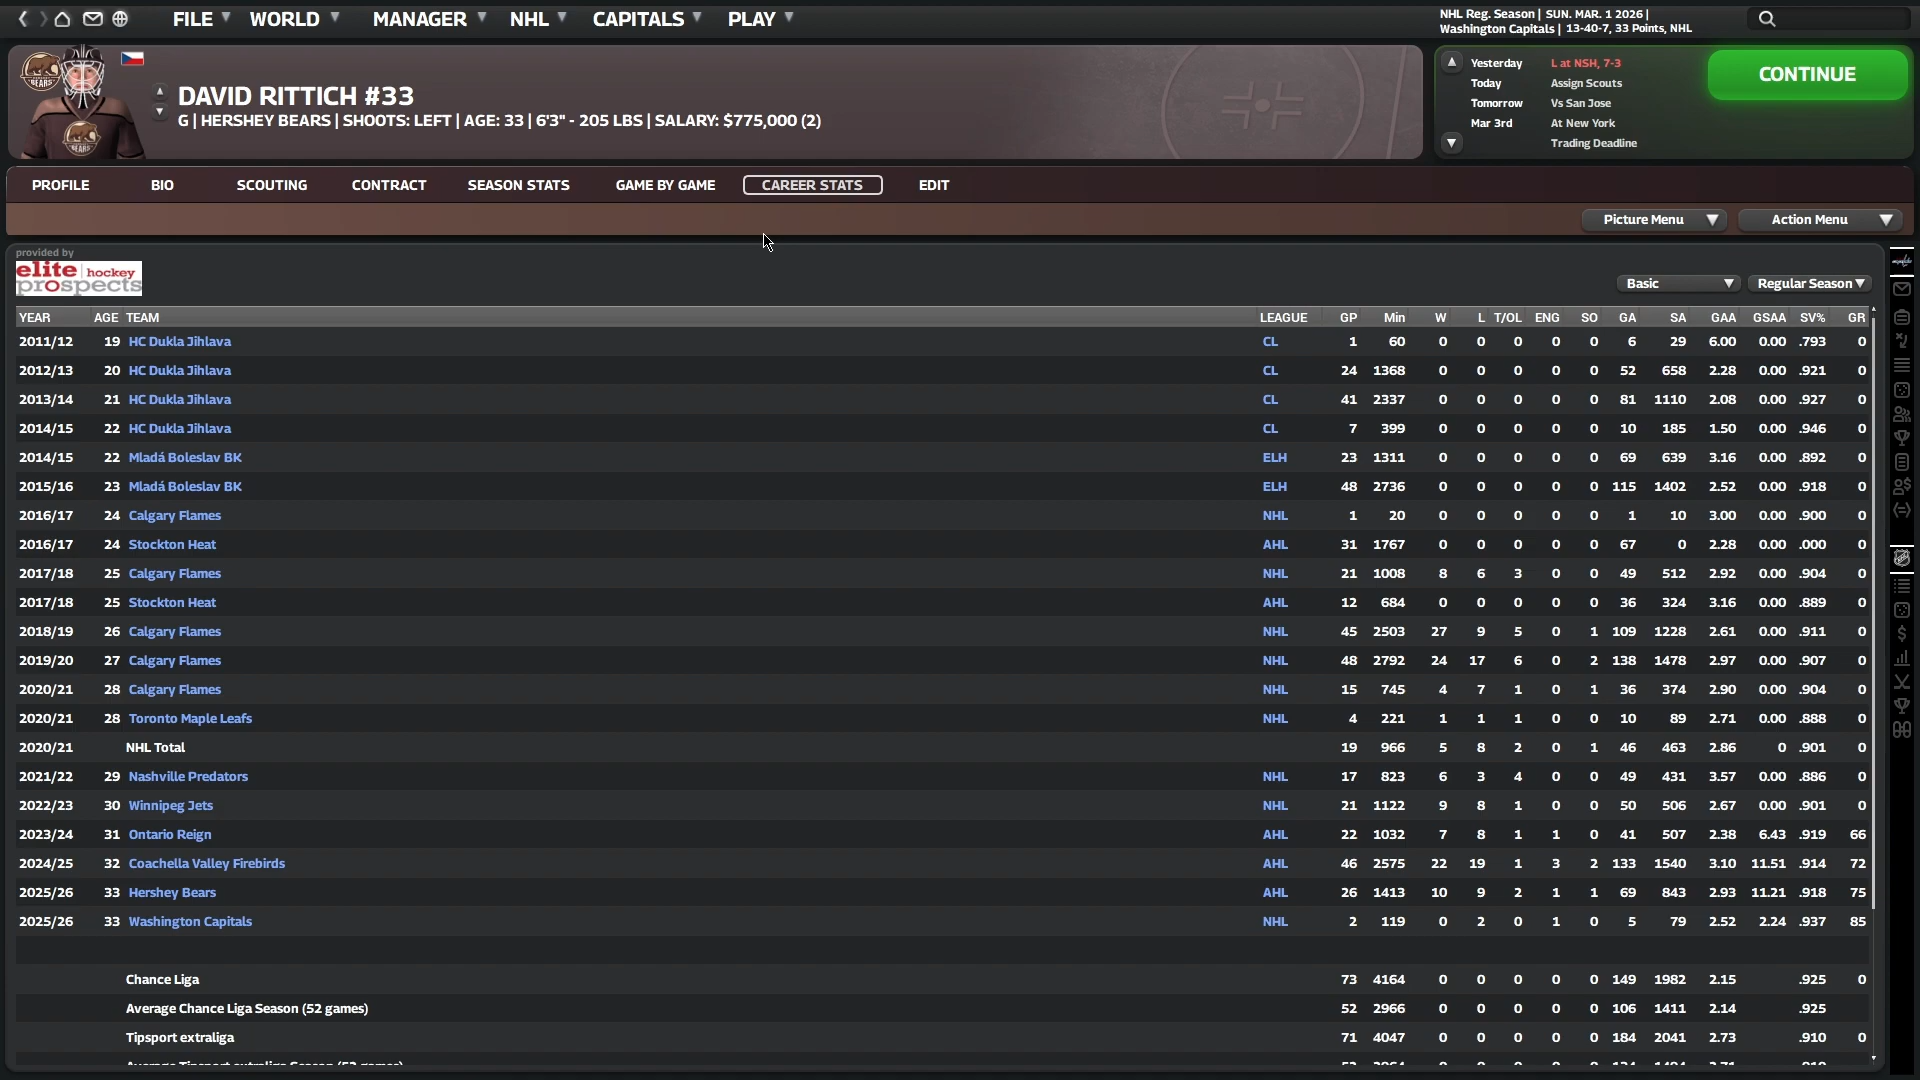 FILE WORLD MANAGER NHL CAPITALS PLAY
NHL Reg. Season | SUN. MAR. 1 2026 |
Washington Capitals | 13-40-7, 33 Points, NHL
DAVID RITTICH #33
G | HERSHEY BEARS | SHOOTS: LEFT | AGE: 33 | 6'3" - 205 LBS | SALARY: $775,000 (2)
Yesterday L at NSH, 7-3
Today Assign Scouts
Tomorrow Vs San Jose
Mar 3rd At New York
Trading Deadline
CONTINUE
PROFILE BIO SCOUTING CONTRACT SEASON STATS GAME BY GAME CAREER STATS EDIT
Picture Menu Action Menu
provided by
elite hockey
prospects
Basic Regular Season
YEAR AGE TEAM LEAGUE GP Min W L T/OL ENG SO GA SA GAA GSAA SV% GR
2011/12 19 HC Dukla Jihlava CL 1 60 0 0 0 0 0 6 29 6.00 0.00 .793 0
2012/13 20 HC Dukla Jihlava CL 24 1368 0 0 0 0 0 52 658 2.28 0.00 .921 0
2013/14 21 HC Dukla Jihlava CL 41 2337 0 0 0 0 0 81 1110 2.08 0.00 .927 0
2014/15 22 HC Dukla Jihlava CL 7 399 0 0 0 0 0 10 185 1.50 0.00 .946 0
2014/15 22 Mladá Boleslav BK ELH 23 1311 0 0 0 0 0 69 639 3.16 0.00 .892 0
2015/16 23 Mladá Boleslav BK ELH 48 2736 0 0 0 0 0 115 1402 2.52 0.00 .918 0
2016/17 24 Calgary Flames NHL 1 20 0 0 0 0 0 1 10 3.00 0.00 .900 0
2016/17 24 Stockton Heat AHL 31 1767 0 0 0 0 0 67 0 2.28 0.00 .000 0
2017/18 25 Calgary Flames NHL 21 1008 8 6 3 0 0 49 512 2.92 0.00 .904 0
2017/18 25 Stockton Heat AHL 12 684 0 0 0 0 0 36 324 3.16 0.00 .889 0
2018/19 26 Calgary Flames NHL 45 2503 27 9 5 0 1 109 1228 2.61 0.00 .911 0
2019/20 27 Calgary Flames NHL 48 2792 24 17 6 0 2 138 1478 2.97 0.00 .907 0
2020/21 28 Calgary Flames NHL 15 745 4 7 1 0 1 36 374 2.90 0.00 .904 0
2020/21 28 Toronto Maple Leafs NHL 4 221 1 1 1 0 0 10 89 2.71 0.00 .888 0
2020/21 NHL Total 19 966 5 8 2 0 1 46 463 2.86 0 .901 0
2021/22 29 Nashville Predators NHL 17 823 6 3 4 0 0 49 431 3.57 0.00 .886 0
2022/23 30 Winnipeg Jets NHL 21 1122 9 8 1 0 0 50 506 2.67 0.00 .901 0
2023/24 31 Ontario Reign AHL 22 1032 7 8 1 1 0 41 507 2.38 6.43 .919 66
2024/25 32 Coachella Valley Firebirds AHL 46 2575 22 19 1 3 2 133 1540 3.10 11.51 .914 72
2025/26 33 Hershey Bears AHL 26 1413 10 9 2 1 1 69 843 2.93 11.21 .918 75
2025/26 33 Washington Capitals NHL 2 119 0 2 0 1 0 5 79 2.52 2.24 .937 85
Chance Liga 73 4164 0 0 0 0 0 149 1982 2.15 .925 0
Average Chance Liga Season (52 games) 52 2966 0 0 0 0 0 106 1411 2.14 .925
Tipsport extraliga 71 4047 0 0 0 0 0 184 2041 2.73 .910 0